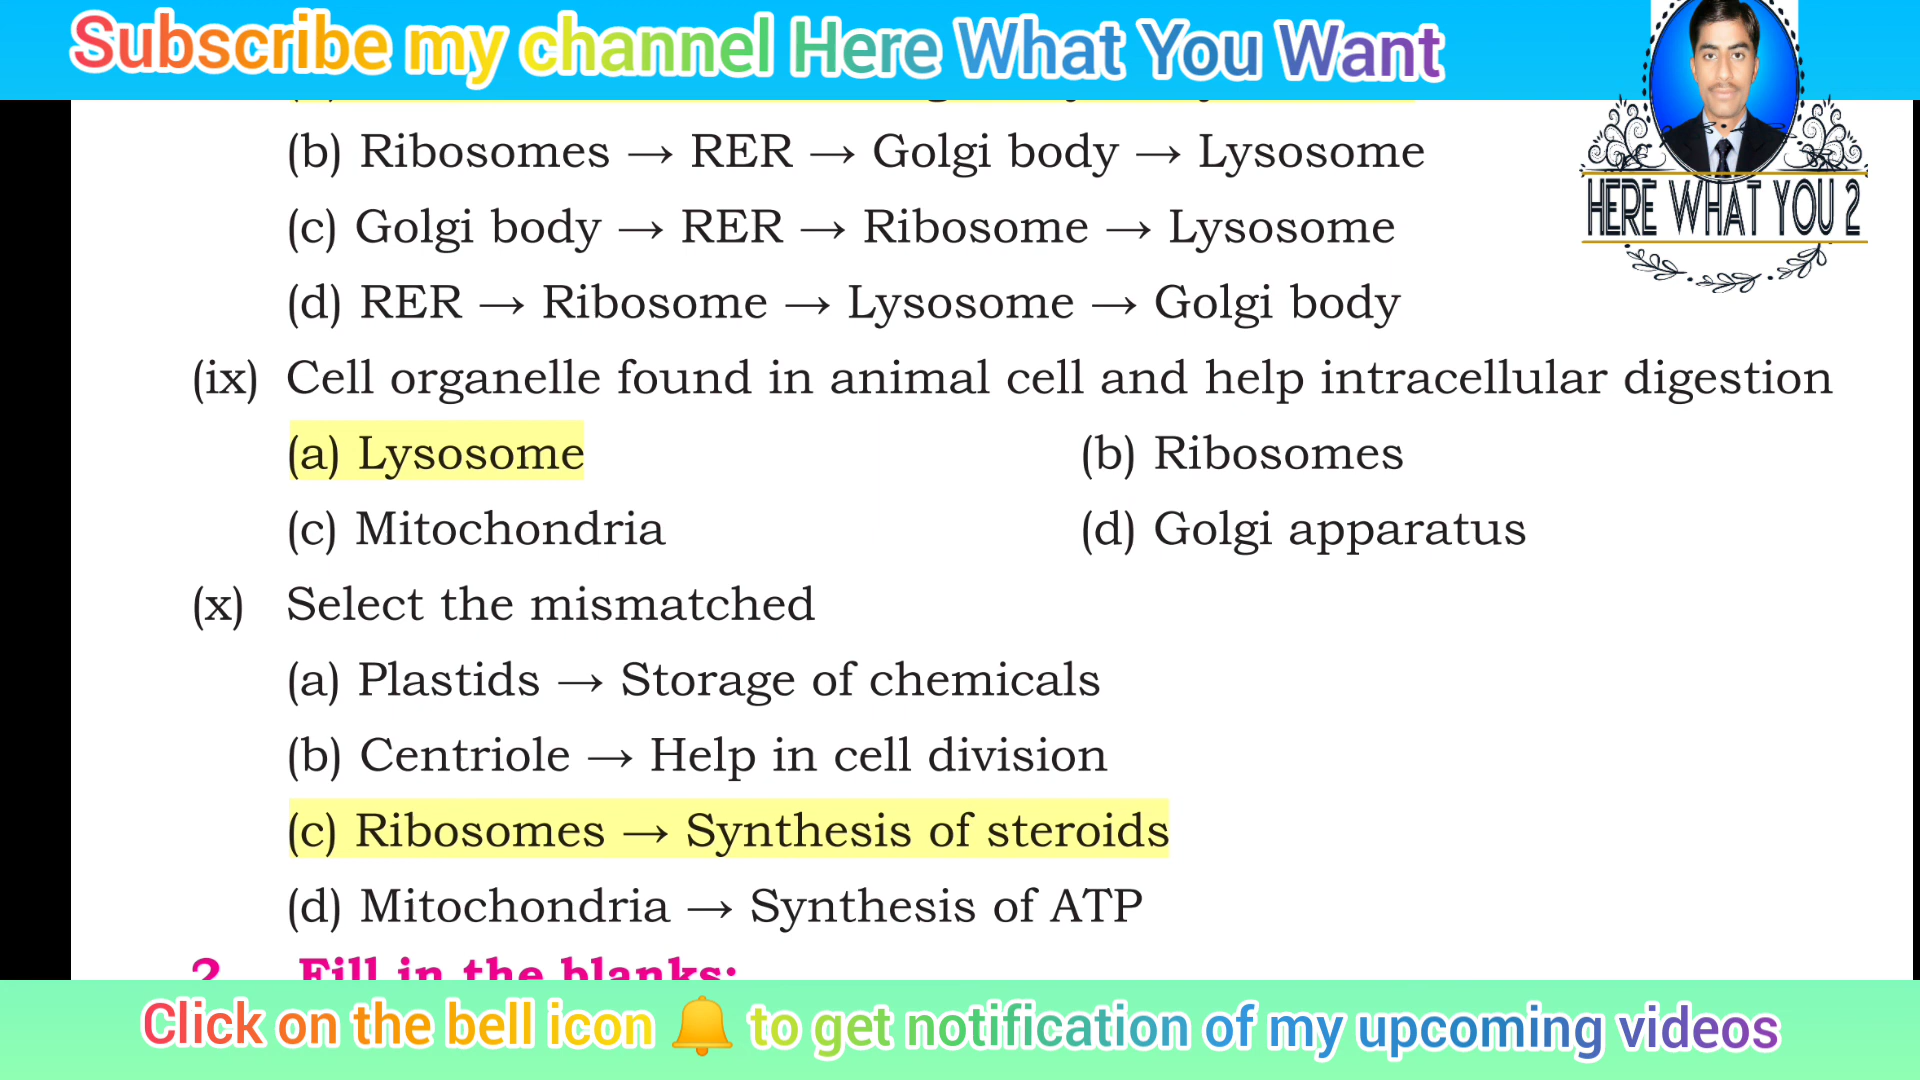 Subscribe my channel Here What You Want
HERE WHAT YOU 2
(b) Ribosomes → RER → Golgi body → Lysosome
(c) Golgi body → RER → Ribosome → Lysosome
(d) RER → Ribosome → Lysosome → Golgi body
(ix) Cell organelle found in animal cell and help intracellular digestion
(a) Lysosome (b) Ribosomes
(c) Mitochondria (d) Golgi apparatus
(x) Select the mismatched
(a) Plastids → Storage of chemicals
(b) Centriole → Help in cell division
(c) Ribosomes → Synthesis of steroids
(d) Mitochondria → Synthesis of ATP
2. Fill in the blanks:
Click on the bell icon 🔔 to get notification of my upcoming videos